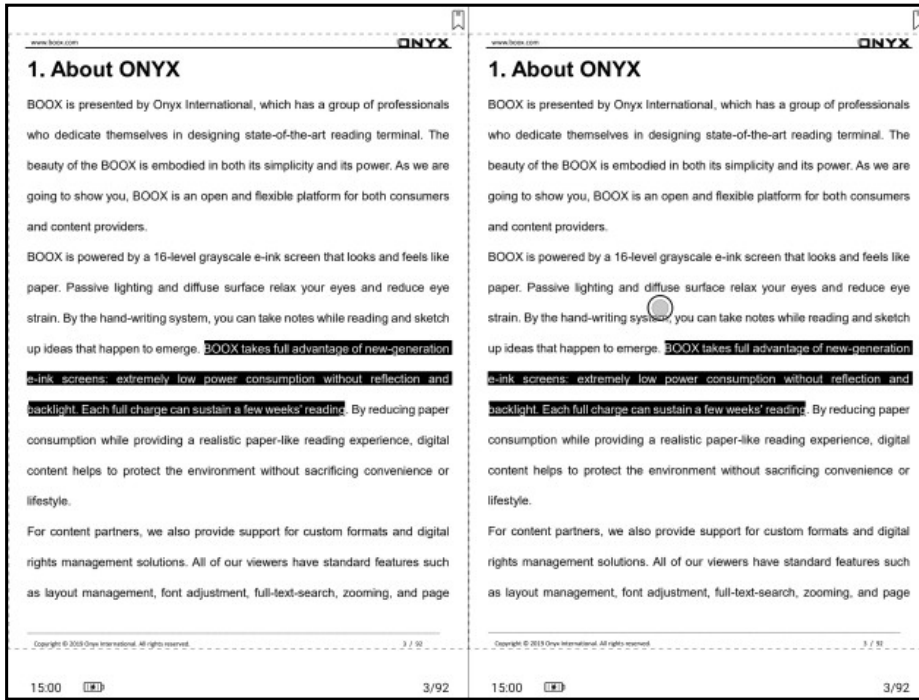 www.boox.com
ONYX
1. About ONYX
BOOX is presented by Onyx International, which has a group of professionals
who dedicate themselves in designing state-of-the-art reading terminal. The
beauty of the BOOX is embodied in both its simplicity and its power. As we are
going to show you, BOOX is an open and flexible platform for both consumers
and content providers.
BOOX is powered by a 16-level grayscale e-ink screen that looks and feels like
paper. Passive lighting and diffuse surface relax your eyes and reduce eye
strain. By the hand-writing system, you can take notes while reading and sketch
up ideas that happen to emerge. BOOX takes full advantage of new-generation
e-ink screens: extremely low power consumption without reflection and
backlight. Each full charge can sustain a few weeks' reading. By reducing paper
consumption while providing a realistic paper-like reading experience, digital
content helps to protect the environment without sacrificing convenience or
lifestyle.
For content partners, we also provide support for custom formats and digital
rights management solutions. All of our viewers have standard features such
as layout management, font adjustment, full-text-search, zooming, and page
Copyright © 2019 Onyx International. All rights reserved.
3 / 92
15:00
3/92
www.boox.com
ONYX
1. About ONYX
BOOX is presented by Onyx International, which has a group of professionals
who dedicate themselves in designing state-of-the-art reading terminal. The
beauty of the BOOX is embodied in both its simplicity and its power. As we are
going to show you, BOOX is an open and flexible platform for both consumers
and content providers.
BOOX is powered by a 16-level grayscale e-ink screen that looks and feels like
paper. Passive lighting and diffuse surface relax your eyes and reduce eye
strain. By the hand-writing system, you can take notes while reading and sketch
up ideas that happen to emerge. BOOX takes full advantage of new-generation
e-ink screens: extremely low power consumption without reflection and
backlight. Each full charge can sustain a few weeks' reading. By reducing paper
consumption while providing a realistic paper-like reading experience, digital
content helps to protect the environment without sacrificing convenience or
lifestyle.
For content partners, we also provide support for custom formats and digital
rights management solutions. All of our viewers have standard features such
as layout management, font adjustment, full-text-search, zooming, and page
Copyright © 2019 Onyx International. All rights reserved.
3 / 92
15:00
3/92